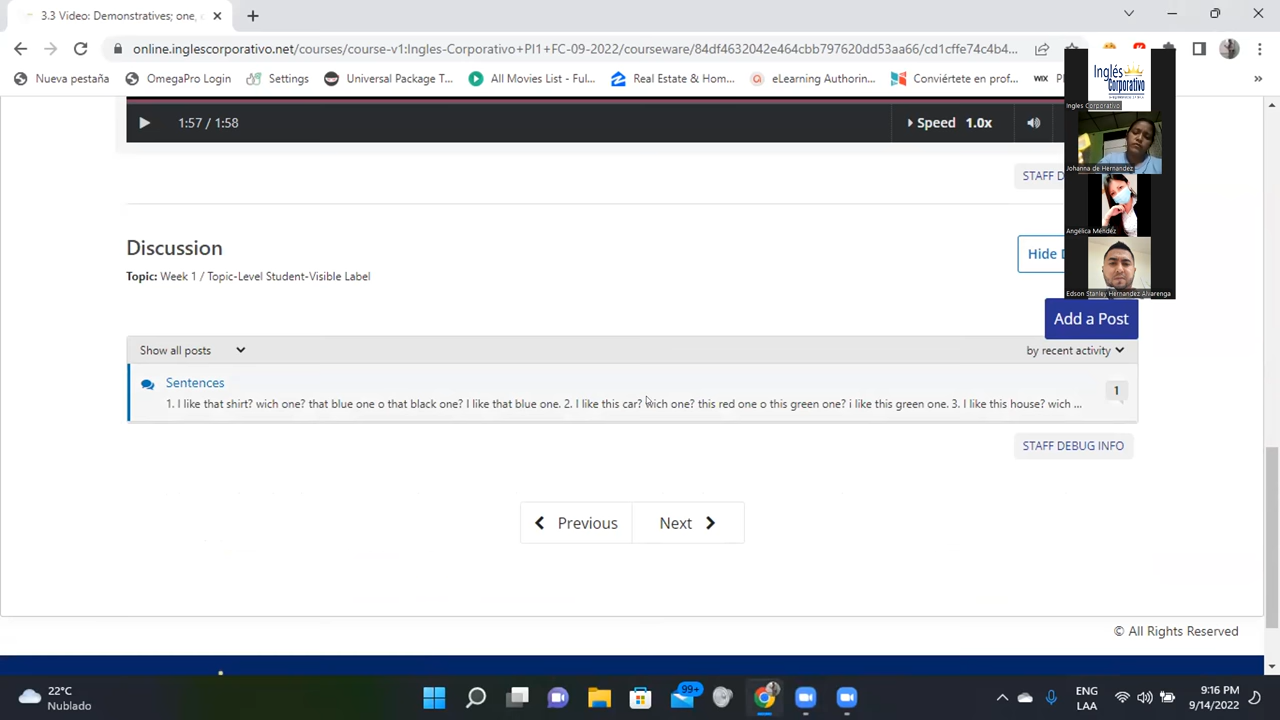 3.3 Video: Demonstratives; one,
online.inglescorporativo.net/courses/course-v1:Ingles-Corporativo+PI1+FC-09-2022/courseware/84df4632042e464cbb797620dd53aa66/cd1cffe74c4b4...
Nueva pestaña OmegaPro Login Settings Universal Package T... All Movies List - Ful... Real Estate & Hom... eLearning Authorin... Conviértete en prof... WIX »
Inglés
Corporativo
Ingles Corporativo
1:57 / 1:58 Speed 1.0x
Johanna de Hernandez
STAFF D
Angélica Méndez
Discussion
Hide D
Topic: Week 1 / Topic-Level Student-Visible Label
Edson Stanley Hernandez Alvarenga
Add a Post
Show all posts by recent activity
Sentences
1. I like that shirt? wich one? that blue one o that black one? I like that blue one. 2. I like this car? wich one? this red one o this green one? i like this green one. 3. I like this house? wich ...
1
STAFF DEBUG INFO
Previous Next
© All Rights Reserved
22°C
Nublado
99+
ENG
LAA
9:16 PM
9/14/2022